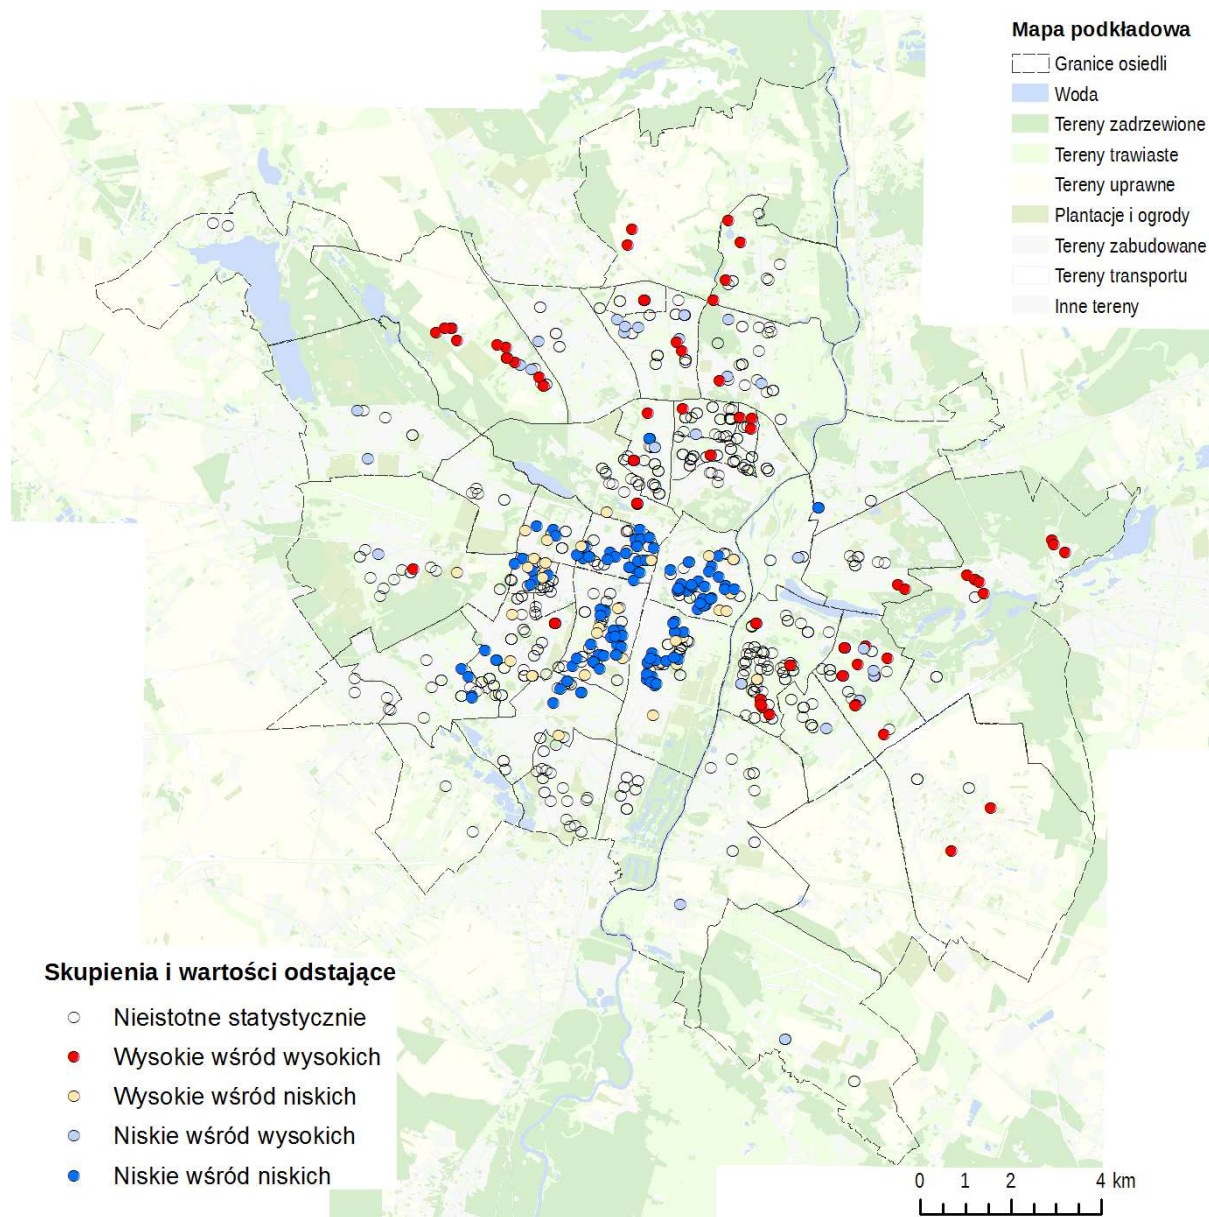 Mapa podkładowa
Granice osiedli
Woda
Tereny zadrzewione
Tereny trawiaste
Tereny uprawne
Plantacje i ogrody
Tereny zabudowane
Tereny transportu
Inne tereny
Skupienia i wartości odstające
Nieistotne statystycznie
Wysokie wśród wysokich
Wysokie wśród niskich
Niskie wśród wysokich
Niskie wśród niskich
0 1 2 4 km